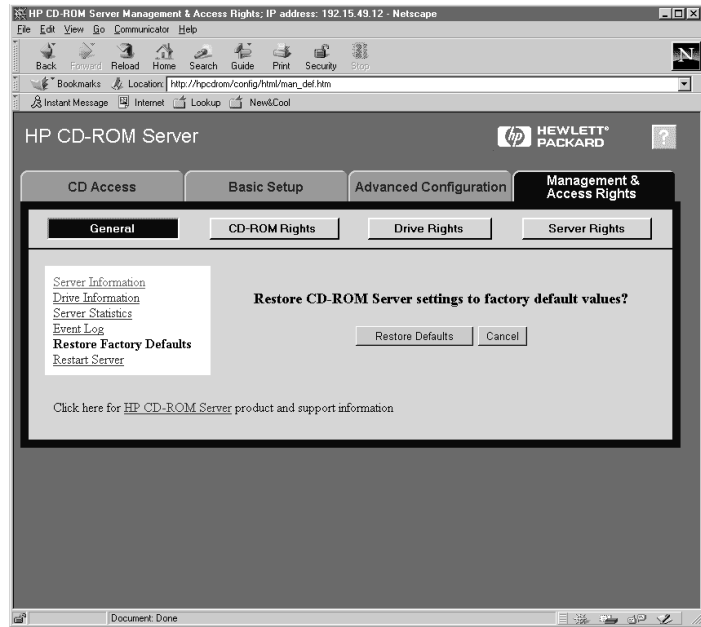 HP CD-ROM Server Management & Access Rights; IP address: 192.15.49.12 - Netscape
File Edit View Go Communicator Help
Back Forward Reload Home Search Guide Print Security Stop
N
Bookmarks Location: http://hpcdrom/config/html/man_def.htm
Instant Message Internet Lookup New&Cool
HP CD-ROM Server
hp HEWLETT®
PACKARD
?
CD Access Basic Setup Advanced Configuration Management &
Access Rights
General CD-ROM Rights Drive Rights Server Rights
Server Information
Drive Information
Server Statistics
Event Log
Restore Factory Defaults
Restart Server
Restore CD-ROM Server settings to factory default values?
Restore Defaults Cancel
Click here for HP CD-ROM Server product and support information
Document: Done